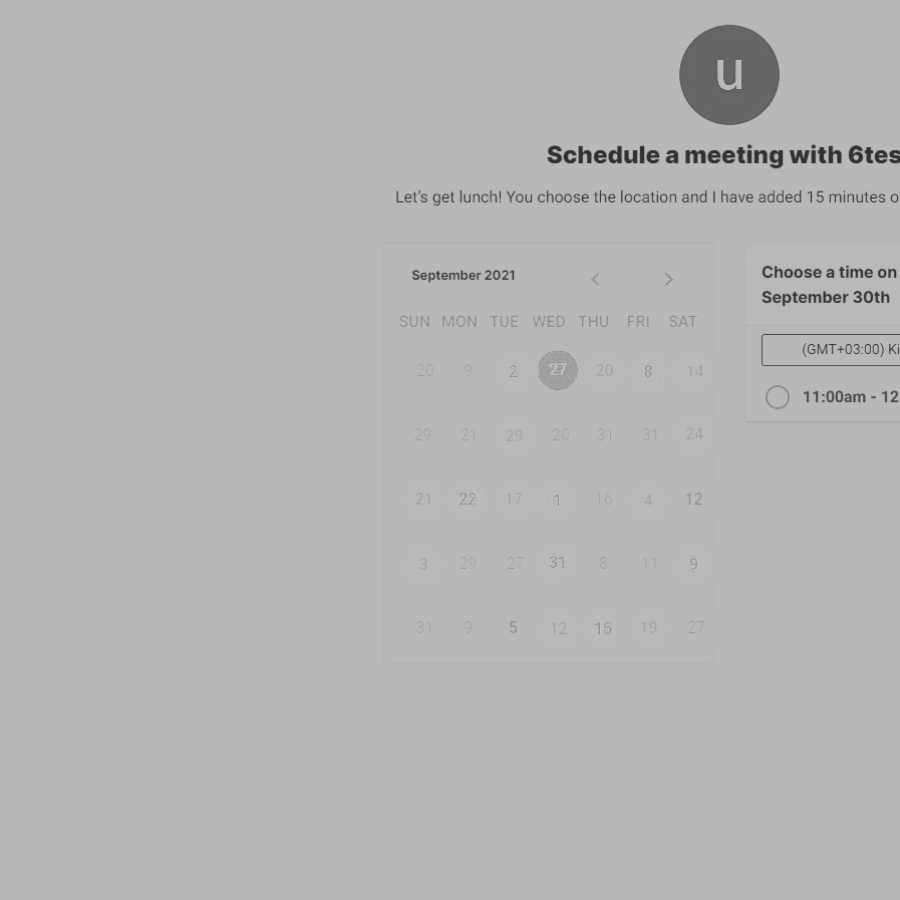 u
Schedule a meeting with 6tes
Let's get lunch! You choose the location and I have added 15 minutes o
September 2021
SUN MON TUE WED THU FRI SAT
20 9 2 27 20 8 14
29 21 29 20 31 31 24
21 22 17 1 16 4 12
3 29 27 31 8 11 9
31 9 5 12 15 19 27
Choose a time on
September 30th
(GMT+03:00) Ki
11:00am - 12